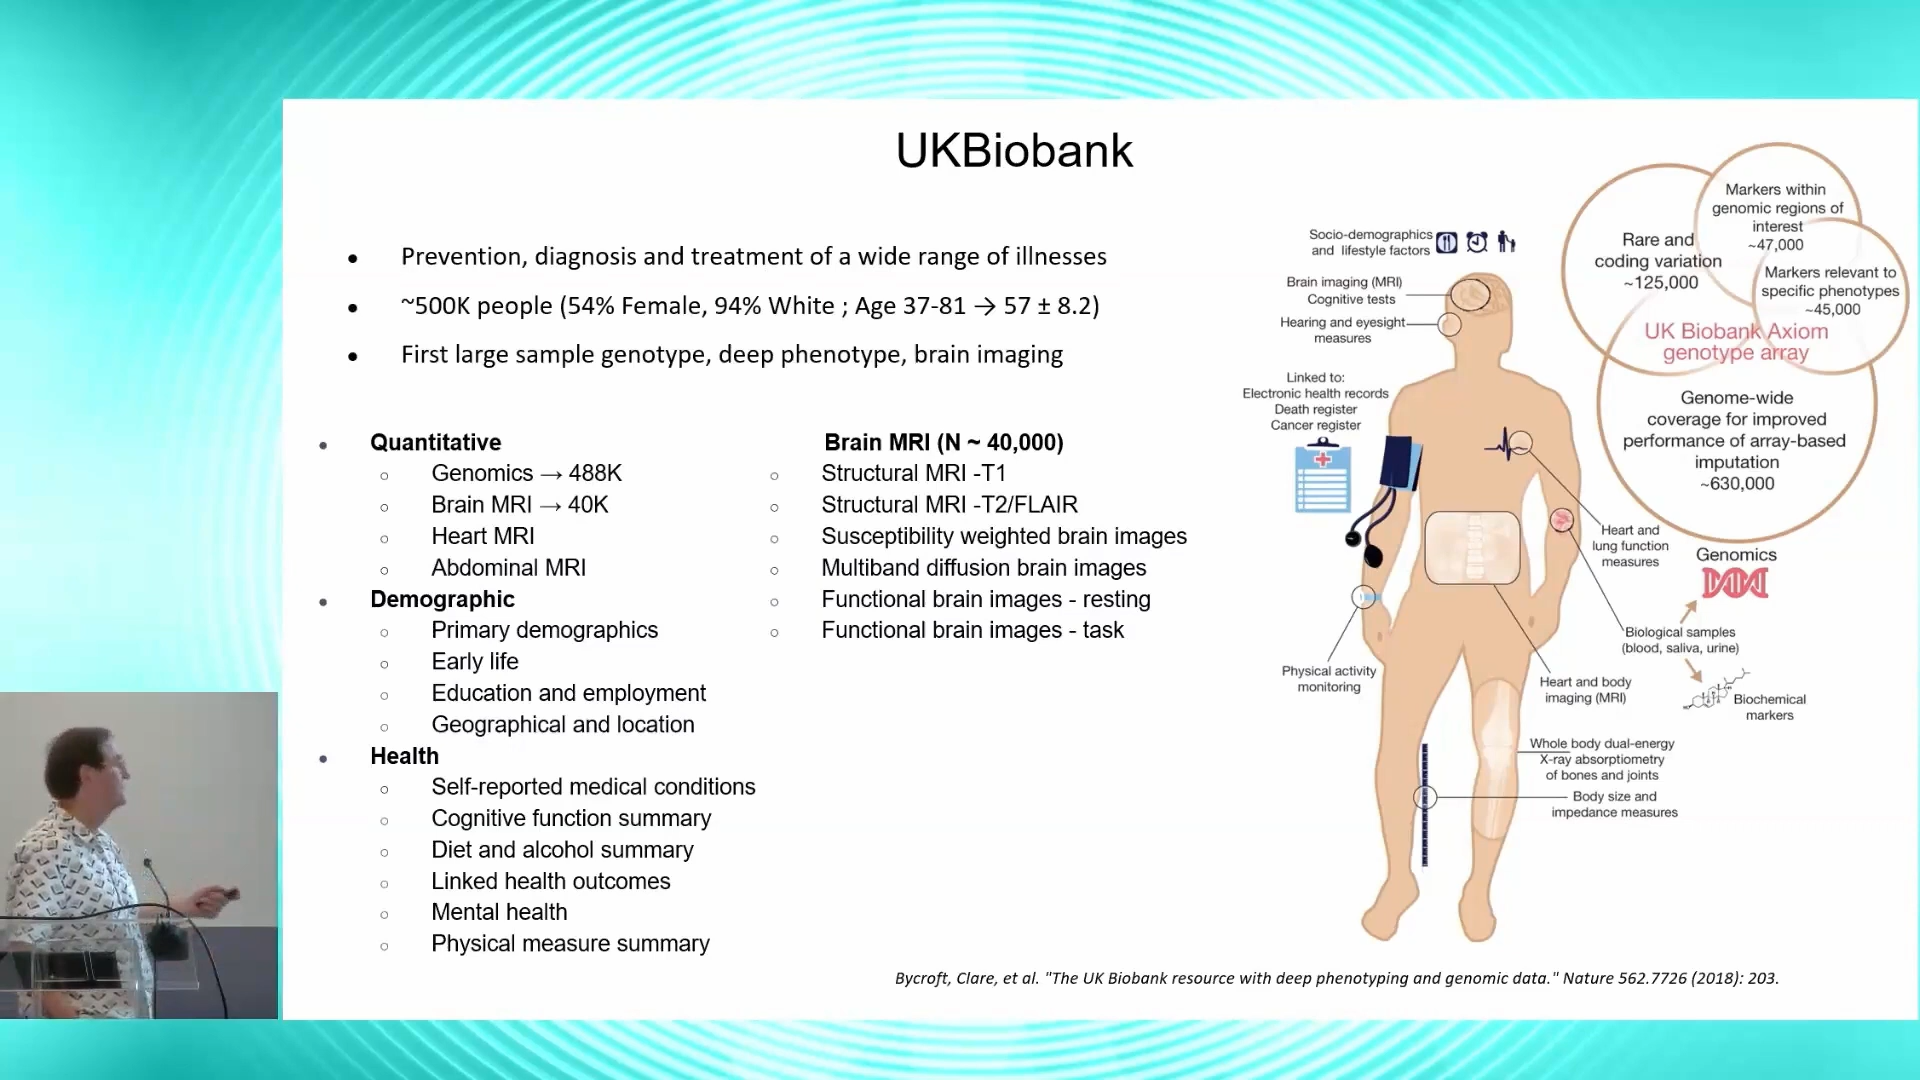 UKBiobank
• Prevention, diagnosis and treatment of a wide range of illnesses
• ~500K people (54% Female, 94% White ; Age 37-81 → 57 ± 8.2)
• First large sample genotype, deep phenotype, brain imaging
• Quantitative
○ Genomics → 488K
○ Brain MRI → 40K
○ Heart MRI
○ Abdominal MRI
• Demographic
○ Primary demographics
○ Early life
○ Education and employment
○ Geographical and location
• Health
○ Self-reported medical conditions
○ Cognitive function summary
○ Diet and alcohol summary
○ Linked health outcomes
○ Mental health
○ Physical measure summary
Brain MRI (N ~ 40,000)
○ Structural MRI -T1
○ Structural MRI -T2/FLAIR
○ Susceptibility weighted brain images
○ Multiband diffusion brain images
○ Functional brain images - resting
○ Functional brain images - task
Socio-demographics
and lifestyle factors
Brain imaging (MRI)
Cognitive tests
Hearing and eyesight
measures
Linked to:
Electronic health records
Death register
Cancer register
Physical activity
monitoring
Rare and
coding variation
~125,000
Markers within
genomic regions of
interest
~47,000
Markers relevant to
specific phenotypes
~45,000
UK Biobank Axiom
genotype array
Genome-wide
coverage for improved
performance of array-based
imputation
~630,000
Heart and
lung function
measures
Genomics
Biological samples
(blood, saliva, urine)
Heart and body
imaging (MRI)
Biochemical
markers
Whole body dual-energy
X-ray absorptiometry
of bones and joints
Body size and
impedance measures
Bycroft, Clare, et al. "The UK Biobank resource with deep phenotyping and genomic data." Nature 562.7726 (2018): 203.